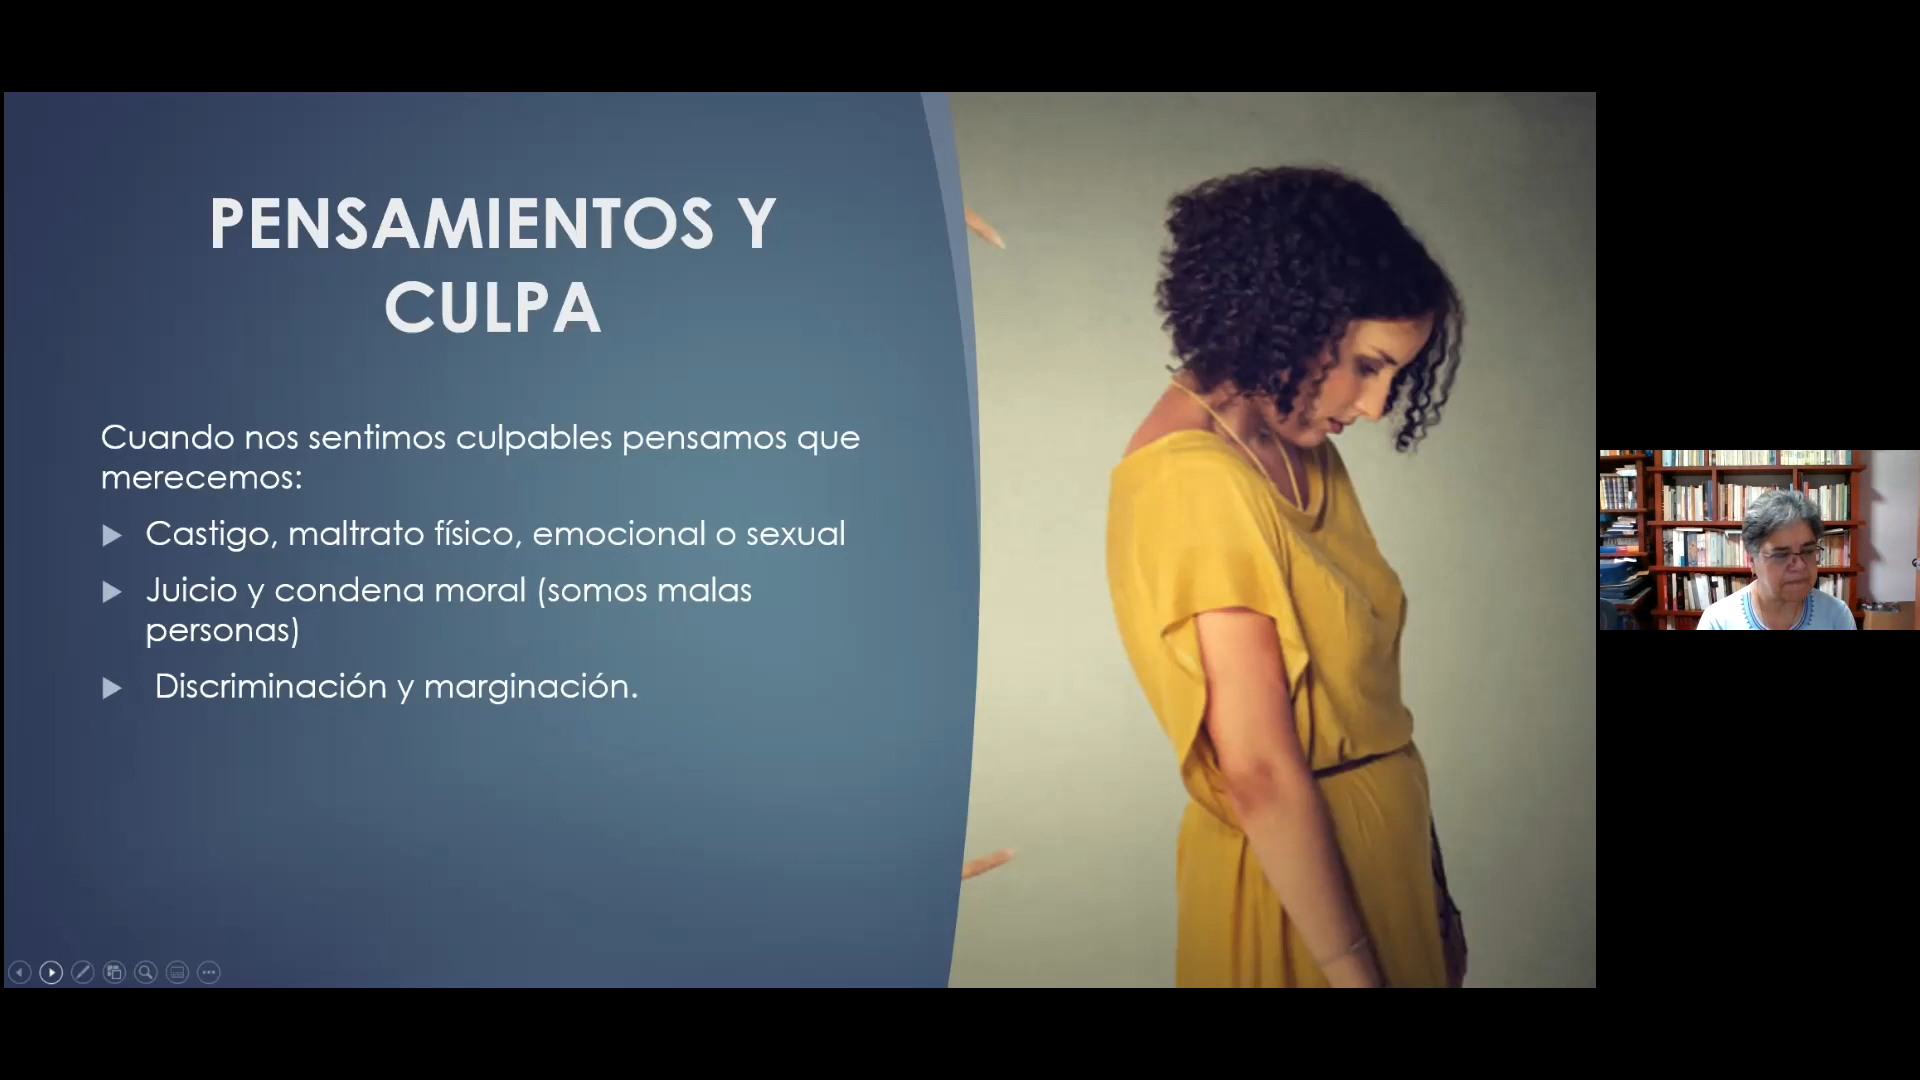 PENSAMIENTOS Y
CULPA
Cuando nos sentimos culpables pensamos que
merecemos:
Castigo, maltrato físico, emocional o sexual
Juicio y condena moral (somos malas
personas)
Discriminación y marginación.